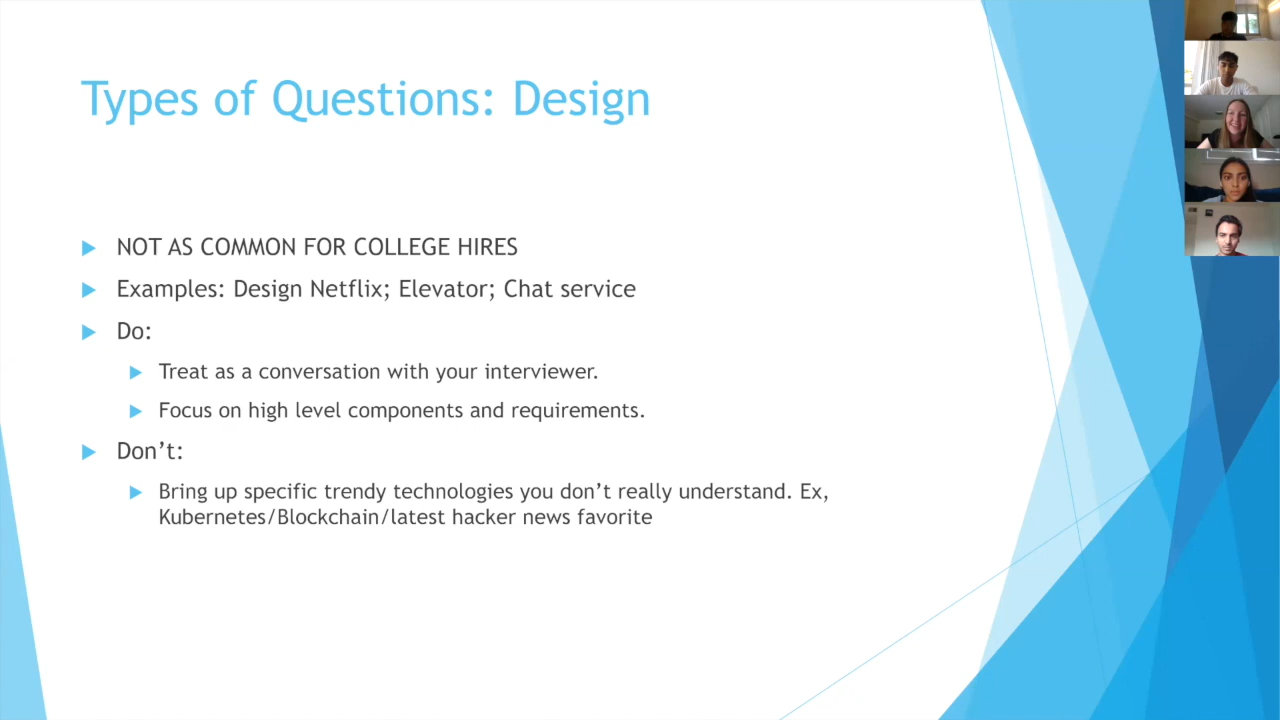 Types of Questions: Design
NOT AS COMMON FOR COLLEGE HIRES
Examples: Design Netflix; Elevator; Chat service
Do:
Treat as a conversation with your interviewer.
Focus on high level components and requirements.
Don’t:
Bring up specific trendy technologies you don’t really understand. Ex,
Kubernetes/Blockchain/latest hacker news favorite